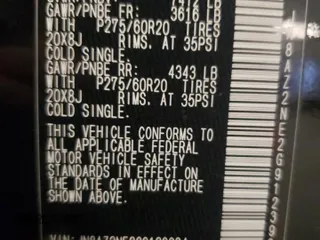 GAWR/PNBE FR: 3616 LB
WITH P275/60R20 TIRES
20X8J RIMS. AT 35PSI
COLD SINGLE.
GAWR/PNBE RR: 4343 LB
WITH P275/60R20 TIRES
20X8J RIMS. AT 35PSI
COLD SINGLE.
THIS VEHICLE CONFORMS TO
ALL APPLICABLE FEDERAL
MOTOR VEHICLE SAFETY
STANDARDS IN EFFECT ON
THE DATE OF MANUFACTURE
SHOWN ABOVE.
8AZ2NE2G91239